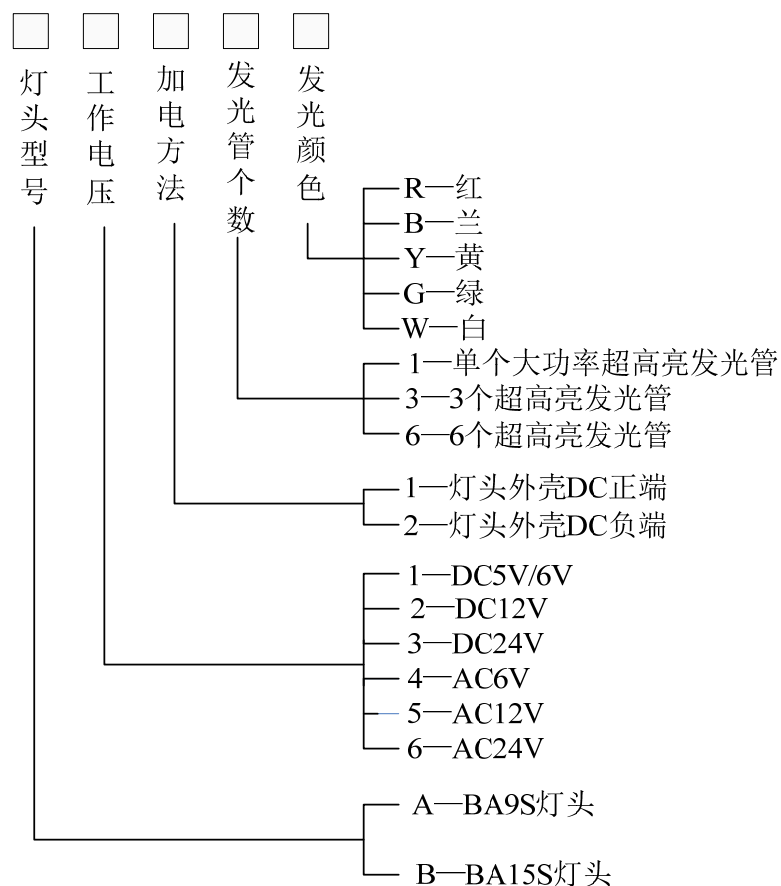 灯头型号
工作电压
加电方法
发光管个数
发光颜色
R—红
B—兰
Y—黄
G—绿
W—白
1—单个大功率超高亮发光管
3—3个超高亮发光管
6—6个超高亮发光管
1—灯头外壳DC正端
2—灯头外壳DC负端
1—DC5V/6V
2—DC12V
3—DC24V
4—AC6V
5—AC12V
6—AC24V
A—BA9S灯头
B—BA15S灯头